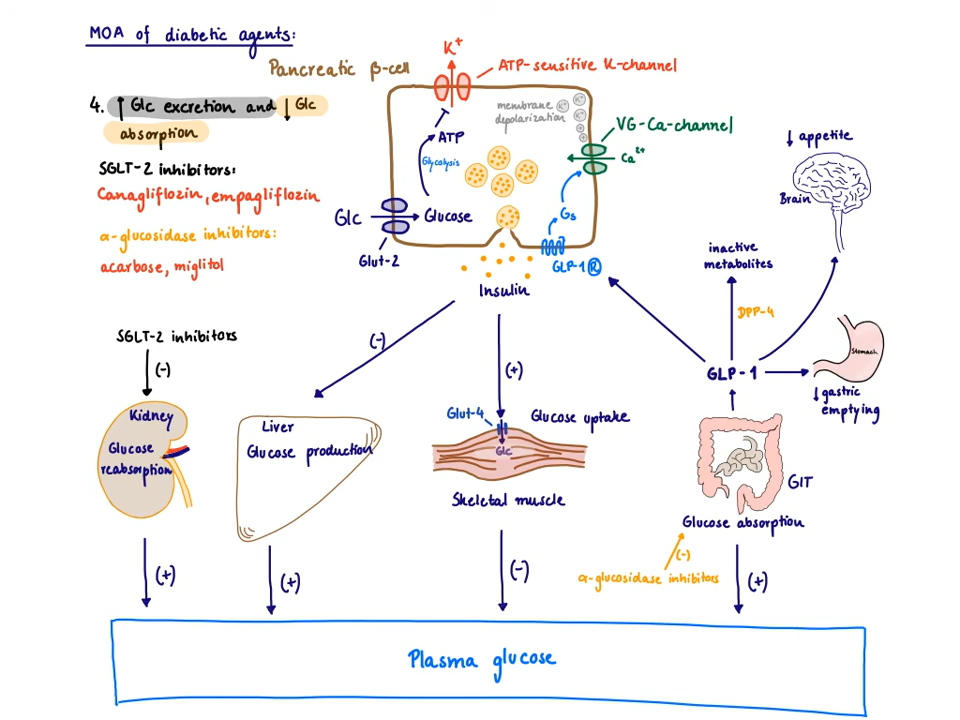 MOA of diabetic agents:
4. ↑ Glc excretion and ↓ Glc
absorption
SGLT-2 inhibitors:
Canagliflozin, empagliflozin
α-glucosidase inhibitors:
acarbose, miglitol
Pancreatic β-cell
K⁺
ATP-sensitive K-channel
membrane
depolarization
K⁺
K⁺
VG-Ca-channel
Ca²⁺
ATP
Glycolysis
Glc
Glucose
Glut-2
Gs
GLP-1 R
Insulin
↓ appetite
Brain
inactive
metabolites
DPP-4
GLP-1
Stomach
↓ gastric
emptying
SGLT-2 inhibitors
(-)
(-)
(+)
Kidney
Glucose
reabsorption
Liver
Glucose production
Glut-4
Glucose uptake
Glc
Skeletal muscle
GIT
Glucose absorption
(-)
α-glucosidase inhibitors
(+)
(+)
(-)
(+)
Plasma glucose